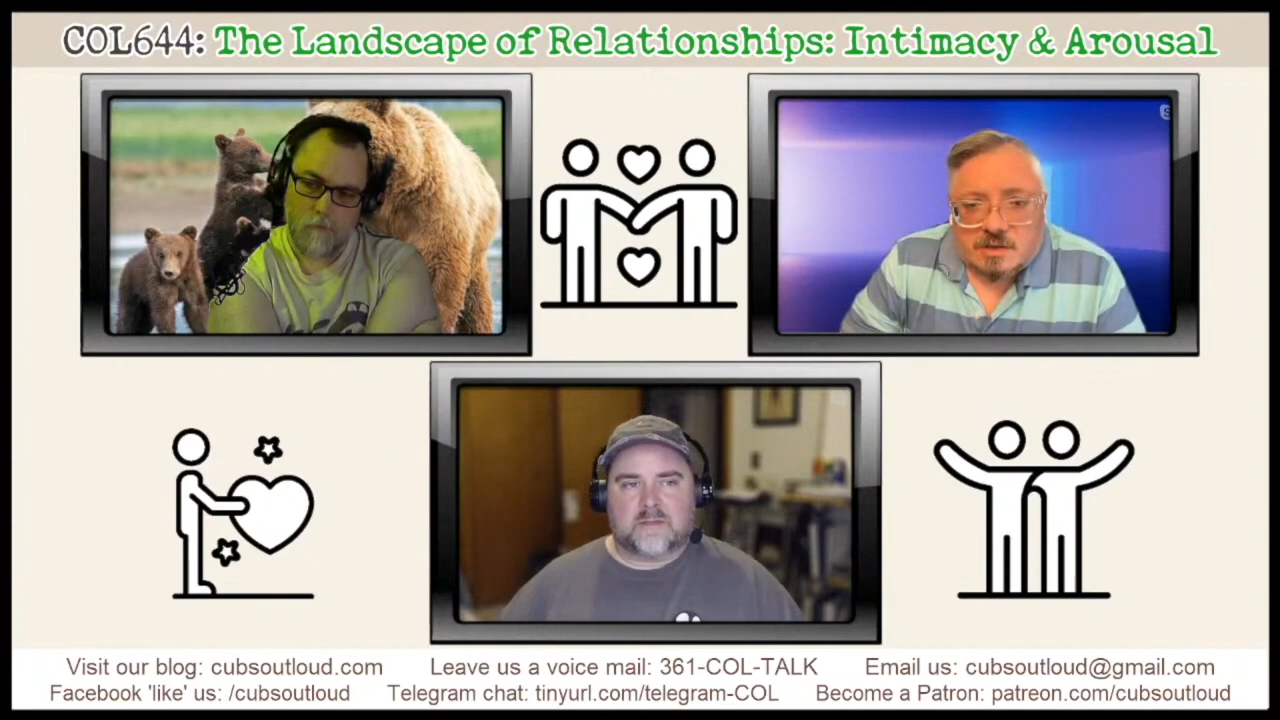 COL644: The Landscape of Relationships: Intimacy & Arousal
Visit our blog: cubsoutloud.com Leave us a voice mail: 361-COL-TALK Email us: cubsoutloud@gmail.com
Facebook 'like' us: /cubsoutloud Telegram chat: tinyurl.com/telegram-COL Become a Patron: patreon.com/cubsoutloud